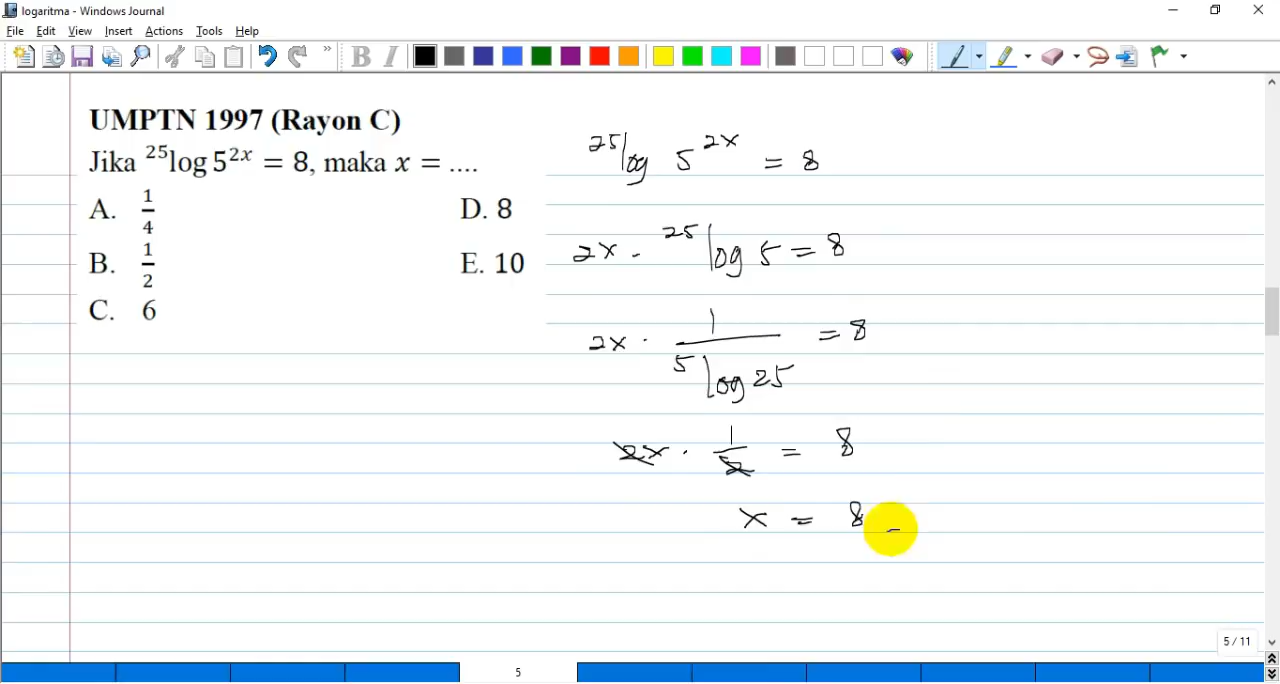 logaritma - Windows Journal
File Edit View Insert Actions Tools Help
UMPTN 1997 (Rayon C)
Jika ²⁵log 5²ˣ = 8, maka x = ....
A. 1/4
B. 1/2
C. 6
D. 8
E. 10
²⁵log 5²ˣ = 8
2x · ²⁵log 5 = 8
2x · 1/⁵log 25 = 8
2x · 1/2 = 8
x = 8
5 / 11
5